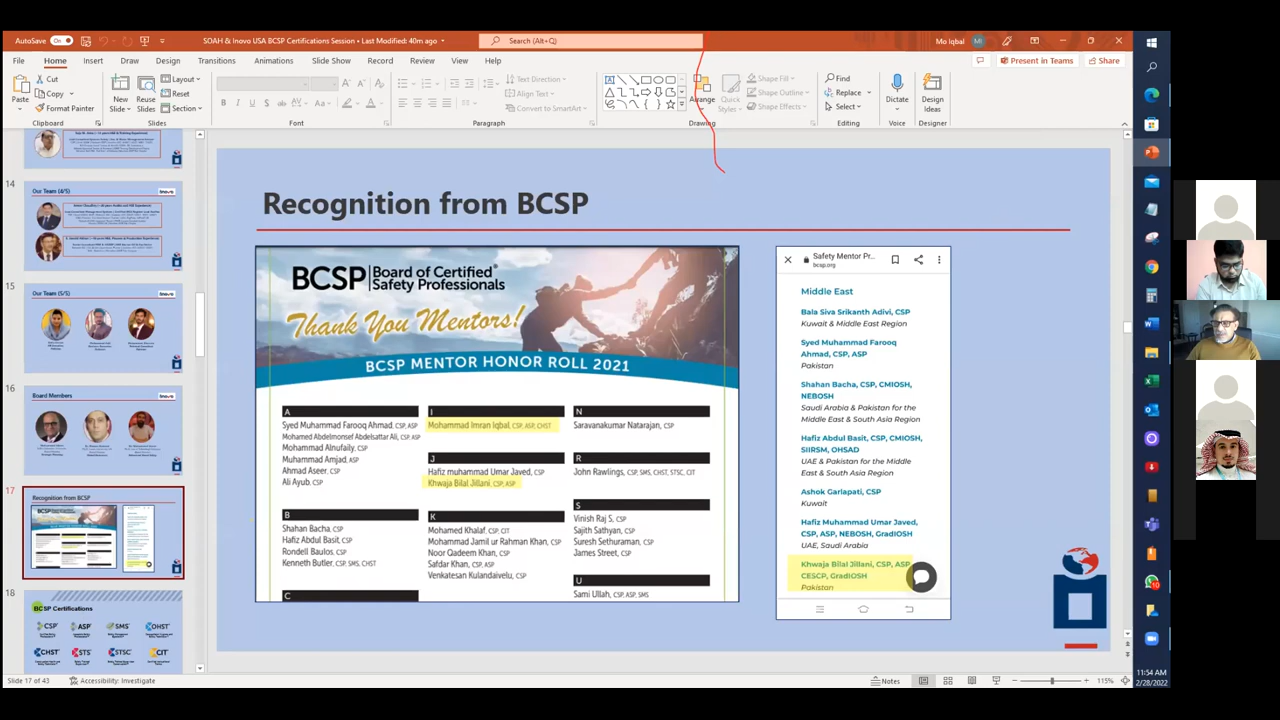 AutoSave On
SOAH & Inovo USA BCSP Certifications Session • Last Modified: 40m ago
Search (Alt+Q)
Mo Iqbal MI
File Home Insert Draw Design Transitions Animations Slide Show Record Review View Help
Present in Teams Share
Paste
Cut
Copy
Format Painter
Clipboard
New Slides
Reuse Slides
Layout
Reset
Section
Slides
Font
Text Direction
Align Text
Convert to SmartArt
Paragraph
Arrange
Quick Styles
Shape Fill
Shape Outline
Shape Effects
Drawing
Find
Replace
Select
Editing
Dictate
Voice
Design Ideas
Designer
14
Our Team (4/5)
15
Our Team (5/5)
16
Board Members
17
Recognition from BCSP
18
BCSP Certifications
CSP ASP SMS OHST
CHST STS STSC CIT
Recognition from BCSP
BCSP Board of Certified®
Safety Professionals
Thank You Mentors!
BCSP MENTOR HONOR ROLL 2021
A
Syed Muhammad Farooq Ahmad, CSP, ASP
Mohamed Abdelmonsef Abdelsattar Ali, CSP, ASP
Mohammad Alnufaily, CSP
Muhammad Amjad, ASP
Ahmad Aseer, CSP
Ali Ayub, CSP
B
Shahan Bacha, CSP
Hafiz Abdul Basit, CSP
Rondell Baulos, CSP
Kenneth Butler, CSP, SMS, CHST
C
I
Mohammad Imran Iqbal, CSP, ASP, CHST
J
Hafiz muhammad Umar Javed, CSP
Khwaja Bilal Jillani, CSP, ASP
K
Mohamed Khalaf, CSP, CIT
Mohammad Jamil ur Rahman Khan, CSP
Noor Qadeem Khan, CSP, ASP
Safdar Khan, CSP, ASP
Venkatesan Kulandaivelu, CSP
N
Saravanakumar Natarajan, CSP
R
John Rawlings, CSP, SMS, CHST, STSC, CIT
S
Vinish Raj S, CSP
Sajith Sathyan, CSP
Suresh Sethuraman, CSP
James Street, CSP
U
Sami Ullah, CSP, ASP, SMS
Safety Mentor Pr...
bcsp.org
Middle East
Bala Siva Srikanth Adivi, CSP
Kuwait & Middle East Region
Syed Muhammad Farooq
Ahmad, CSP, ASP
Pakistan
Shahan Bacha, CSP, CMIOSH,
NEBOSH
Saudi Arabia & Pakistan for the
Middle East & South Asia Region
Hafiz Abdul Basit, CSP, CMIOSH,
SIIRSM, OHSAD
UAE & Pakistan for the Middle
East & South Asia Region
Ashok Garlapati, CSP
Kuwait
Hafiz Muhammad Umar Javed,
CSP, ASP, NEBOSH, GradIOSH
UAE, Saudi Arabia
Khwaja Bilal Jillani, CSP, ASP
CESCP, GradIOSH
Pakistan
Slide 17 of 43 Accessibility: Investigate
Notes
115%
11:54 AM
2/28/2022